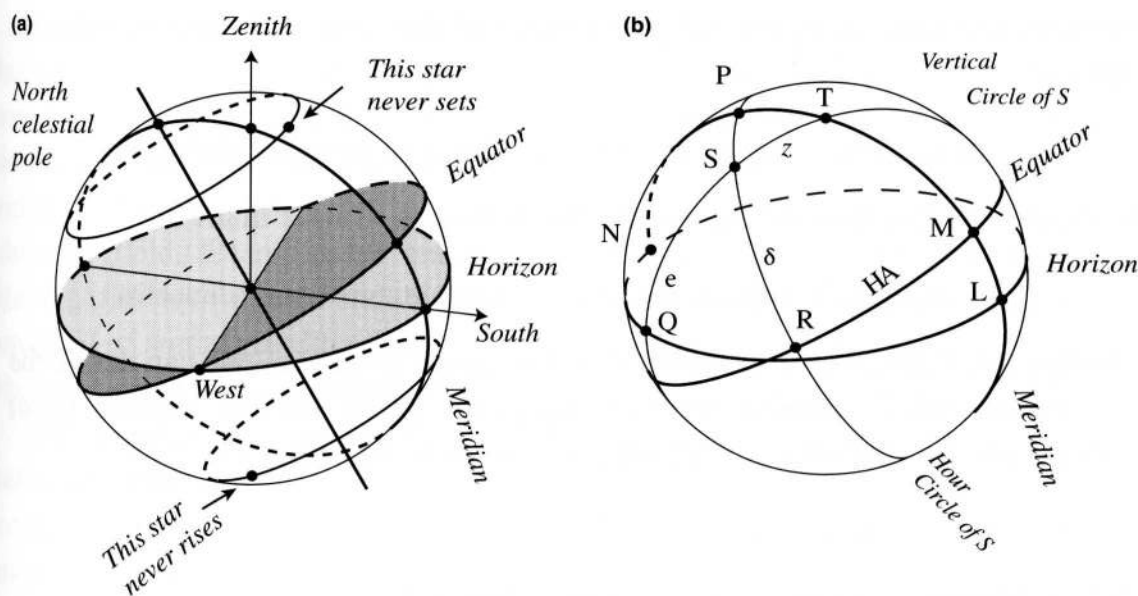 (a)
Zenith
This star
never sets
North
celestial
pole
Equator
Horizon
South
West
Meridian
This star
never rises
(b)
Vertical
Circle of S
P
T
S
z
Equator
N
M
δ
Horizon
e
HA
L
Q
R
Meridian
Hour
Circle of S